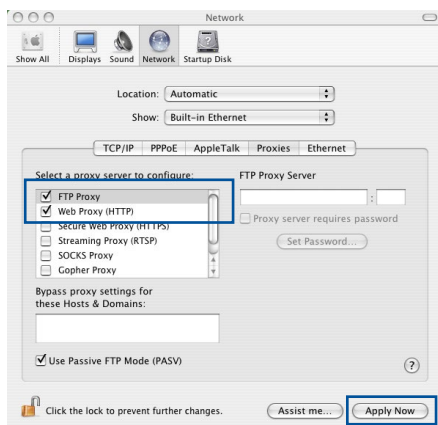 Network
Show All Displays Sound Network Startup Disk
Location: Automatic
Show: Built-in Ethernet
TCP/IP PPPoE AppleTalk Proxies Ethernet
Select a proxy server to configure: FTP Proxy Server
FTP Proxy
:
Web Proxy (HTTP)
Proxy server requires password
Secure Web Proxy (HTTPS)
Streaming Proxy (RTSP)
Set Password...
SOCKS Proxy
Gopher Proxy
Bypass proxy settings for
these Hosts & Domains:
Use Passive FTP Mode (PASV)
?
Click the lock to prevent further changes. Assist me... Apply Now